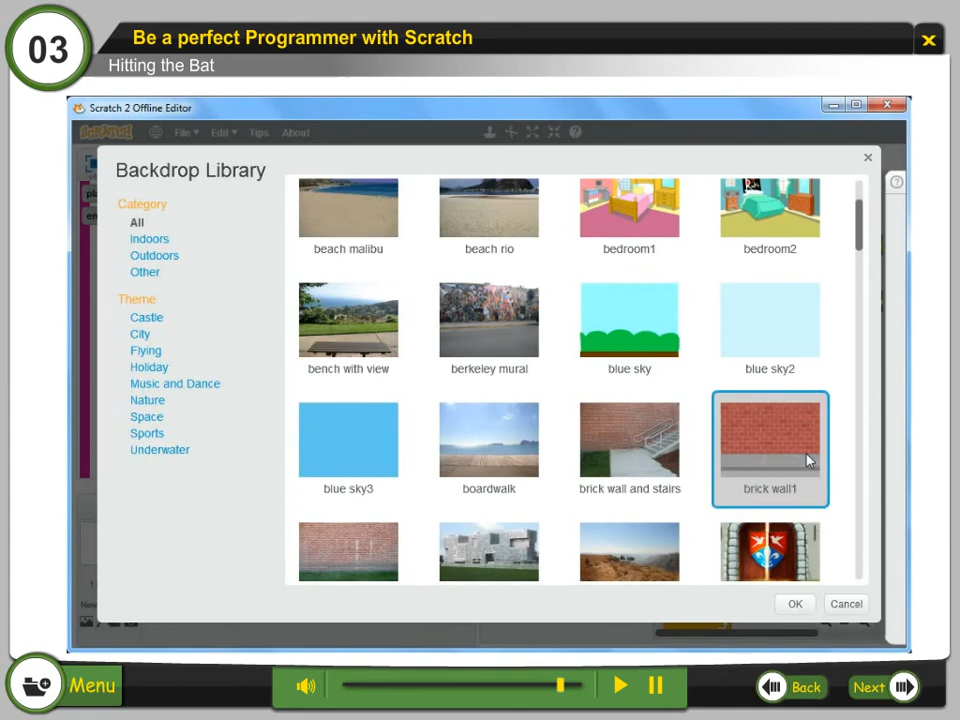 03
Be a perfect Programmer with Scratch
x
Hitting the Bat
Scratch 2 Offline Editor
SCRATCH File Edit Tips About
Backdrop Library
Category
All
Indoors
Outdoors
Other
Theme
Castle
City
Flying
Holiday
Music and Dance
Nature
Space
Sports
Underwater
beach malibu
beach rio
bedroom1
bedroom2
bench with view
berkeley mural
blue sky
blue sky2
blue sky3
boardwalk
brick wall and stairs
brick wall1
OK
Cancel
New
Menu
Back
Next